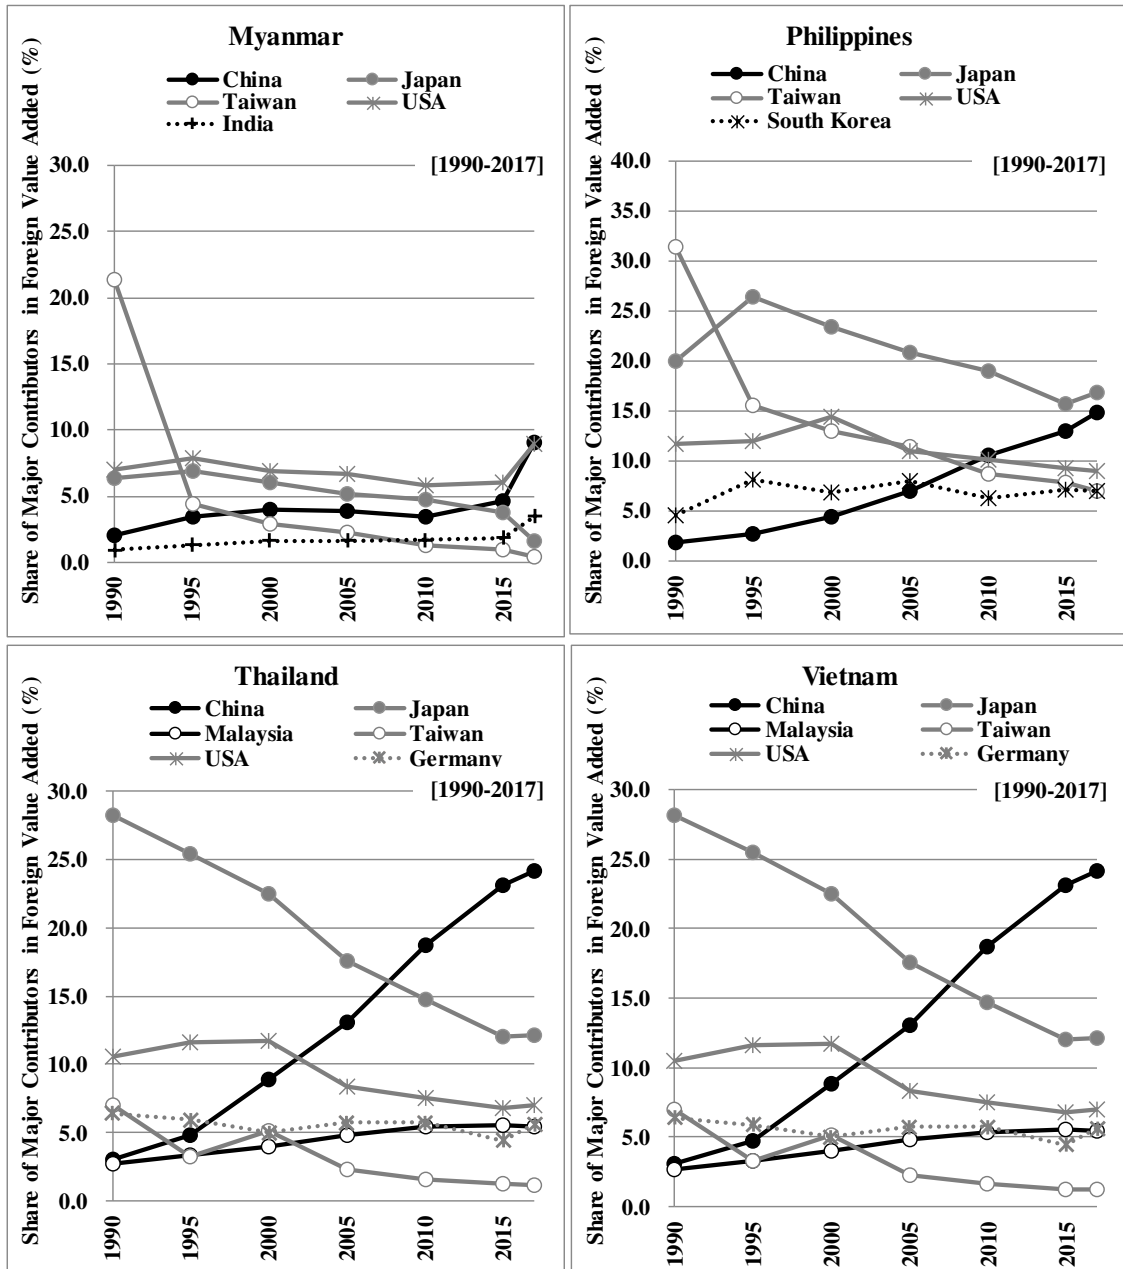 Share of Major Contributors in Foreign Value Added (%)
Myanmar
China
Japan
Taiwan
USA
India
[1990-2017]
30.0
25.0
20.0
15.0
10.0
5.0
0.0
1990
1995
2000
2005
2010
2015
Share of Major Contributors in Foreign Value Added (%)
Philippines
China
Japan
Taiwan
USA
South Korea
[1990-2017]
40.0
35.0
30.0
25.0
20.0
15.0
10.0
5.0
0.0
1990
1995
2000
2005
2010
2015
Share of Major Contributors in Foreign Value Added (%)
Thailand
China
Japan
Malaysia
Taiwan
USA
Germany
[1990-2017]
30.0
25.0
20.0
15.0
10.0
5.0
0.0
1990
1995
2000
2005
2010
2015
Share of Major Contributors in Foreign Value Added (%)
Vietnam
China
Japan
Malaysia
Taiwan
USA
Germany
[1990-2017]
30.0
25.0
20.0
15.0
10.0
5.0
0.0
1990
1995
2000
2005
2010
2015